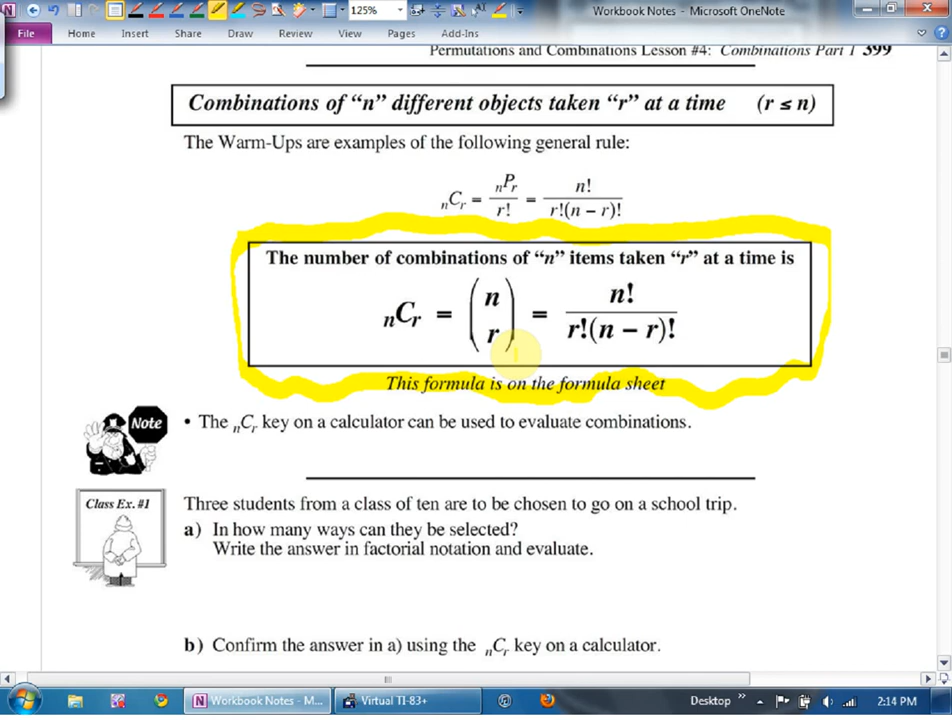 125%
Workbook Notes - Microsoft OneNote
File Home Insert Share Draw Review View Pages Add-Ins
Permutations and Combinations Lesson #4: Combinations Part 1 399
Combinations of "n" different objects taken "r" at a time (r ≤ n)
The Warm-Ups are examples of the following general rule:
nCr = nPr / r! = n! / r!(n − r)!
The number of combinations of "n" items taken "r" at a time is
nCr = (n r) = n! / r!(n − r)!
This formula is on the formula sheet
Note
• The nCr key on a calculator can be used to evaluate combinations.
Class Ex. #1
Three students from a class of ten are to be chosen to go on a school trip.
a) In how many ways can they be selected?
Write the answer in factorial notation and evaluate.
b) Confirm the answer in a) using the nCr key on a calculator.
Workbook Notes - M... Virtual TI-83+ Desktop 2:14 PM